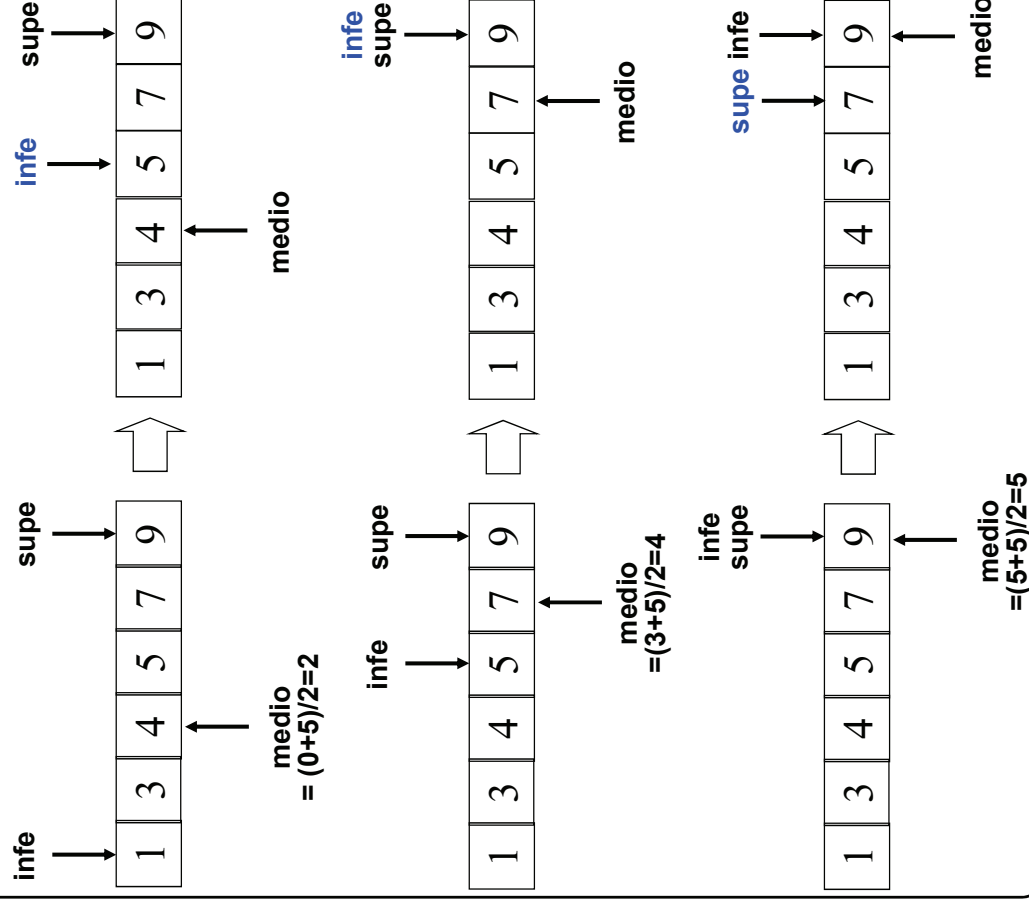 supe
infe
1 3 4 5 7 9
medio
infe
supe
1 3 4 5 7 9
medio
supe infe
1 3 4 5 7 9
medio
infe
supe
1 3 4 5 7 9
medio
= (0+5)/2=2
infe
supe
1 3 4 5 7 9
medio
=(3+5)/2=4
infe
supe
1 3 4 5 7 9
medio
=(5+5)/2=5